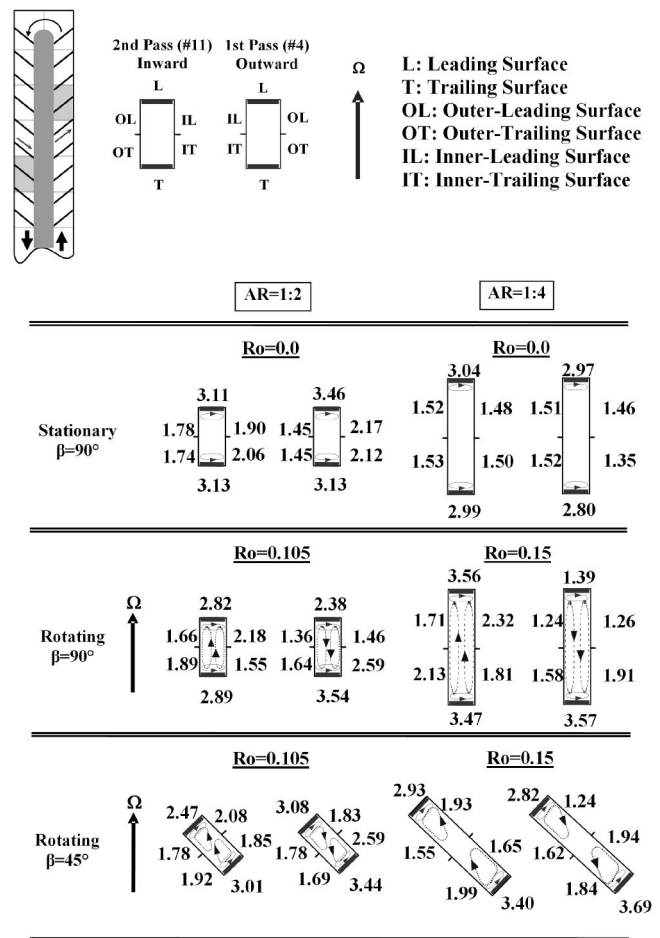 2nd Pass (#11) 1st Pass (#4)
Inward Outward
L L
OL IL IL OL
OT IT IT OT
T T
Ω
L: Leading Surface
T: Trailing Surface
OL: Outer-Leading Surface
OT: Outer-Trailing Surface
IL: Inner-Leading Surface
IT: Inner-Trailing Surface
AR=1:2 AR=1:4
Ro=0.0 Ro=0.0
Stationary
β=90°
3.11 3.46 3.04 2.97
1.78 1.90 1.45 2.17 1.52 1.48 1.51 1.46
1.74 2.06 1.45 2.12 1.53 1.50 1.52 1.35
3.13 3.13 2.99 2.80
Ro=0.105 Ro=0.15
Ω
Rotating
β=90°
2.82 2.38 3.56 1.39
1.66 2.18 1.36 1.46 1.71 2.32 1.24 1.26
1.89 1.55 1.64 2.59 2.13 1.81 1.58 1.91
2.89 3.54 3.47 3.57
Ro=0.105 Ro=0.15
Ω
Rotating
β=45°
2.47 2.08 3.08 1.83 2.93 1.93 2.82 1.24
1.78 1.85 1.78 2.59 1.55 1.65 1.62 1.94
1.92 3.01 1.69 3.44 1.99 3.40 1.84 3.69